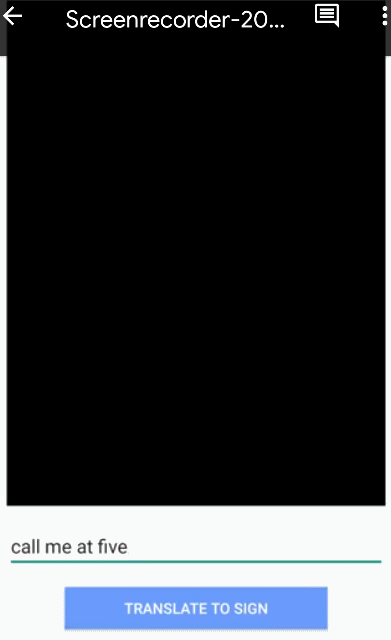 Screenrecorder-20...
call me at five
TRANSLATE TO SIGN